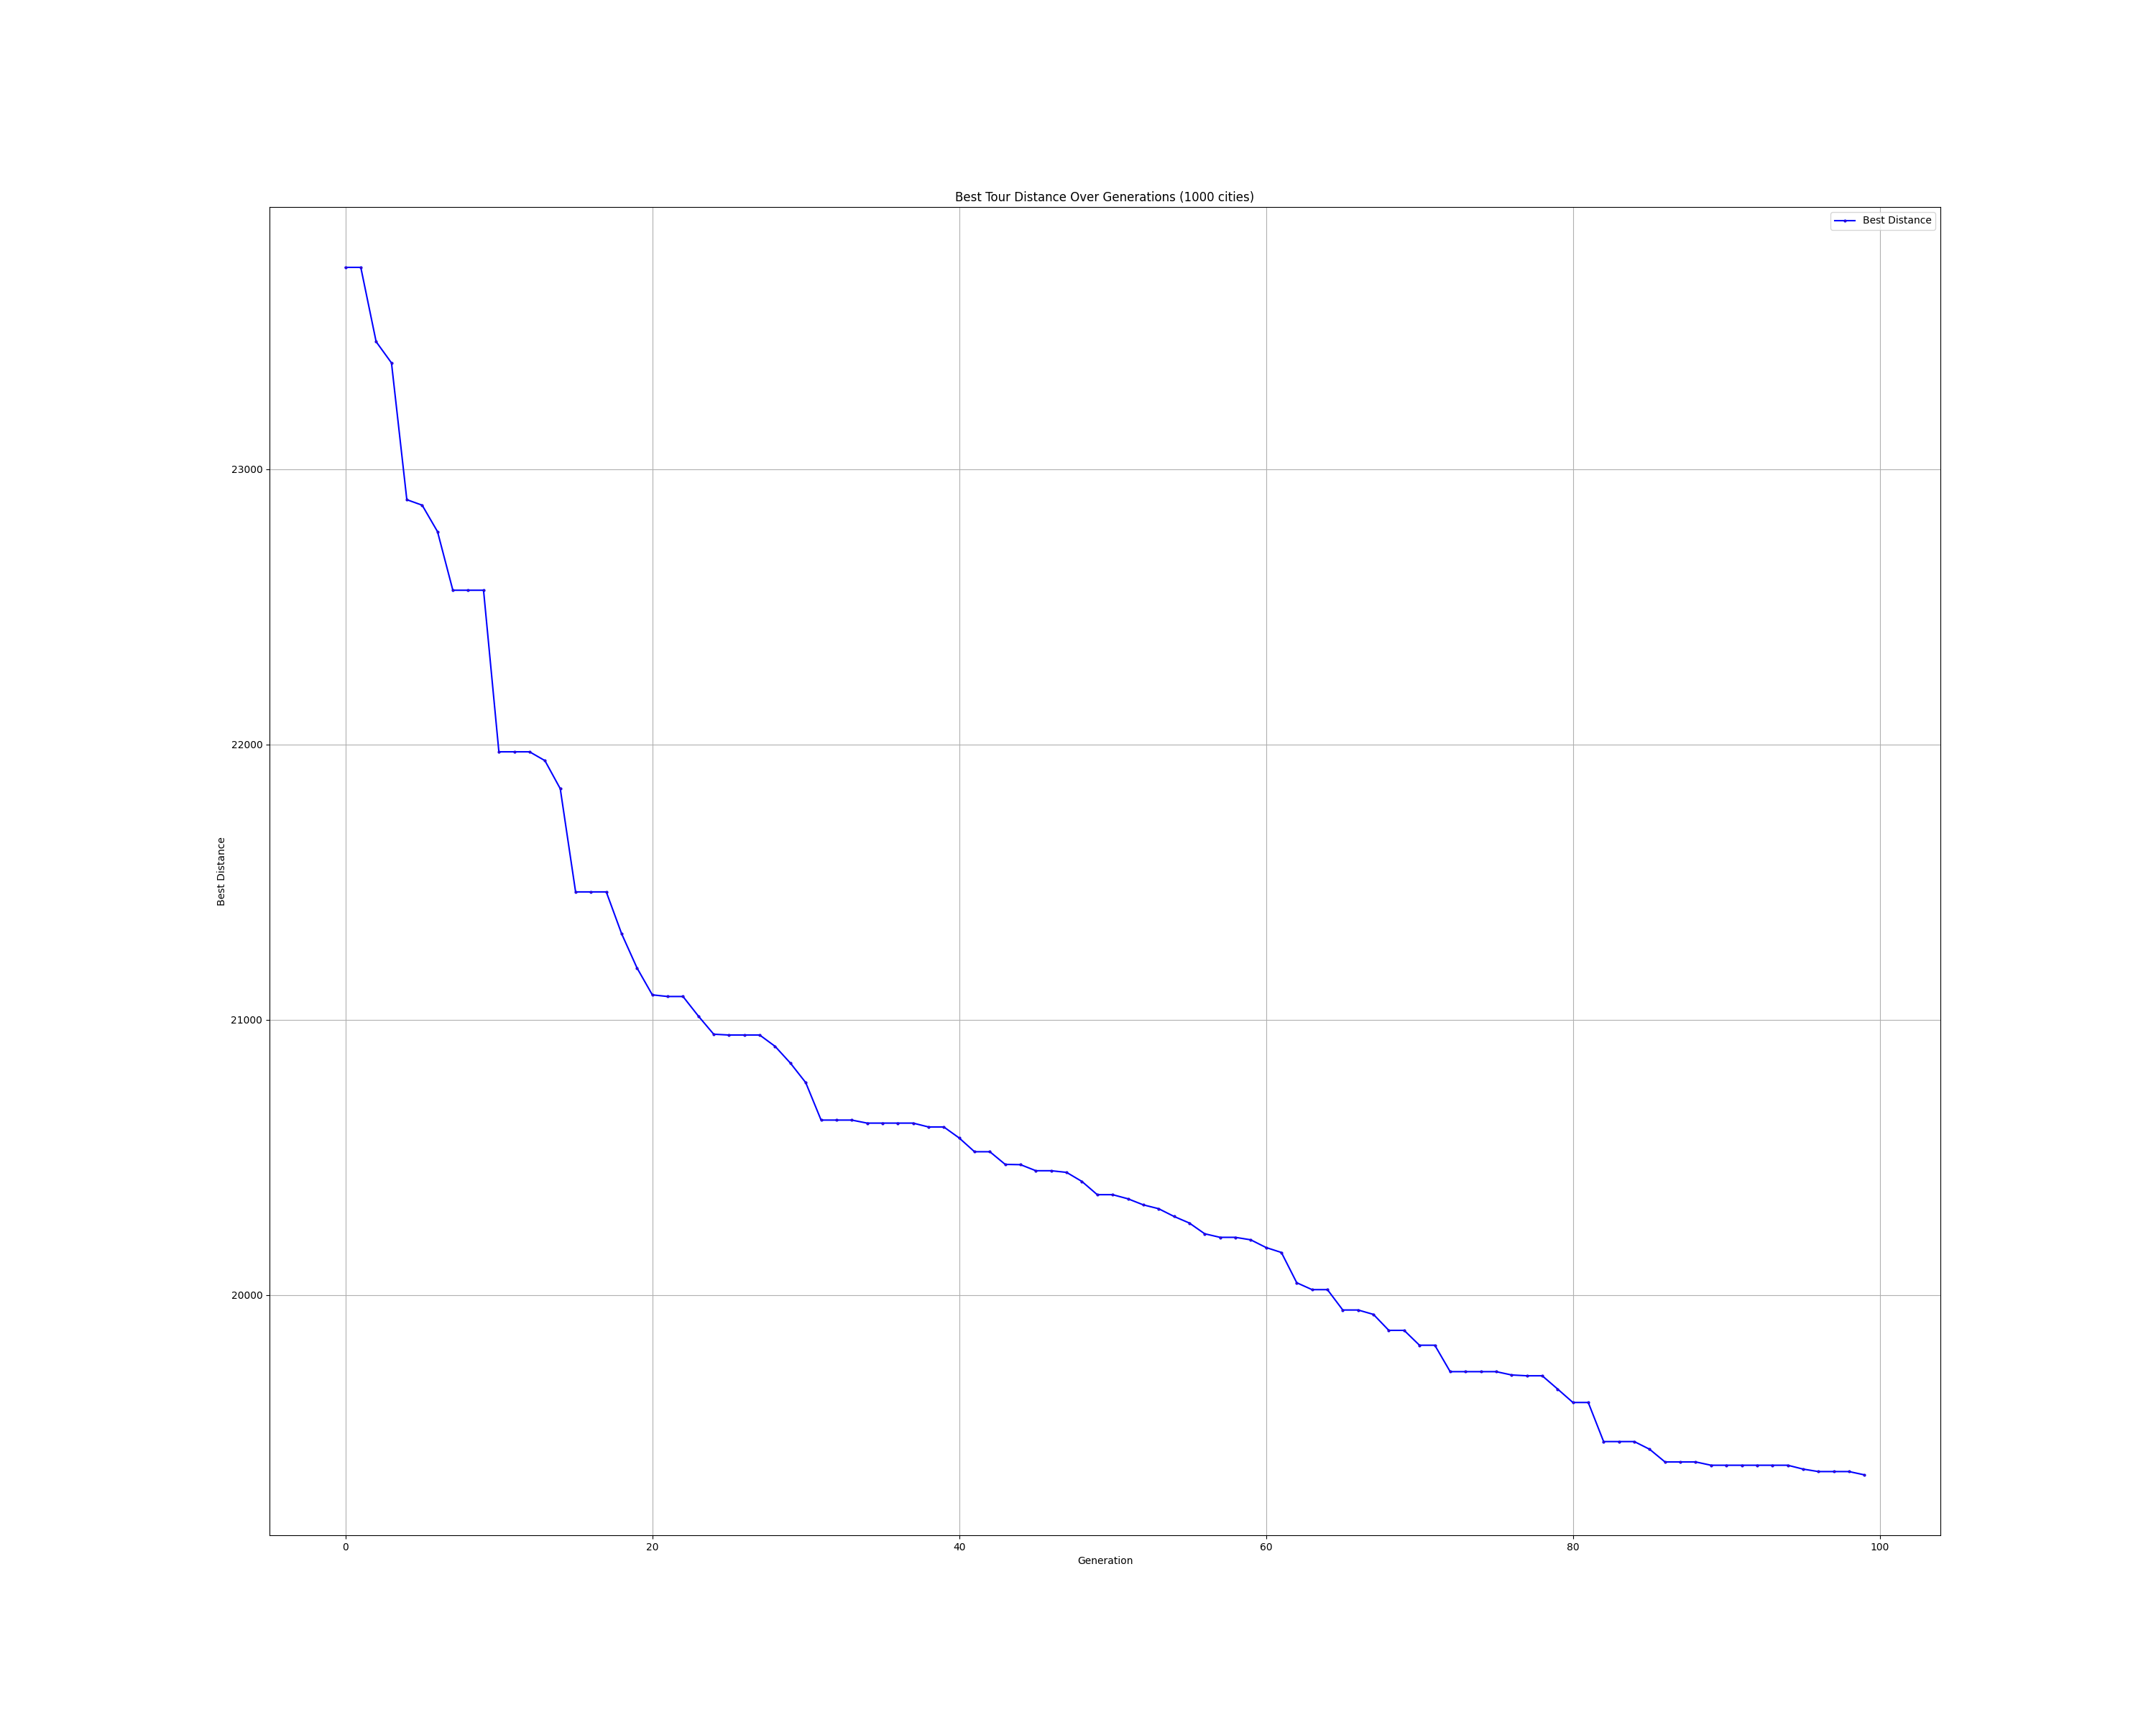 Best Tour Distance Over Generations (1000 cities)
Best Distance
23000
22000
21000
20000
Best Distance
0 20 40 60 80 100
Generation